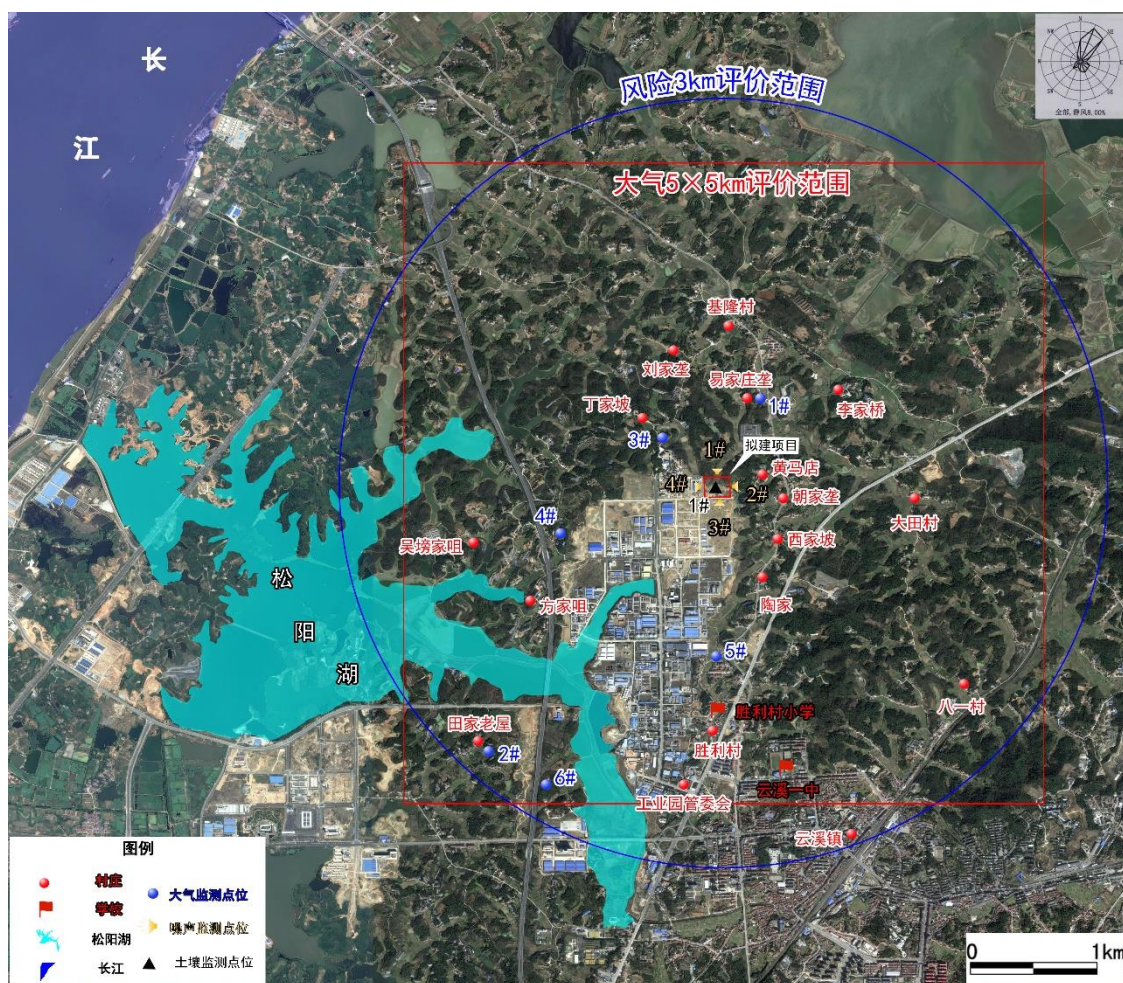 长
江
风险3km评价范围
N
全部,静风8.00%
大气5×5km评价范围
基隆村
刘家垄
易家庄垄
1#
李家桥
丁家坡
3#
1#
拟建项目
黄马店
4#
1#
2#
朝家垄
大田村
3#
4#
吴塝家咀
西家坡
松
阳
湖
方家咀
陶家
5#
八一村
胜利村小学
田家老屋
2#
胜利村
6#
工业园管委会
云溪一中
云溪镇
图例
村庄
大气监测点位
学校
噪声监测点位
松阳湖
长江
土壤监测点位
0
1km